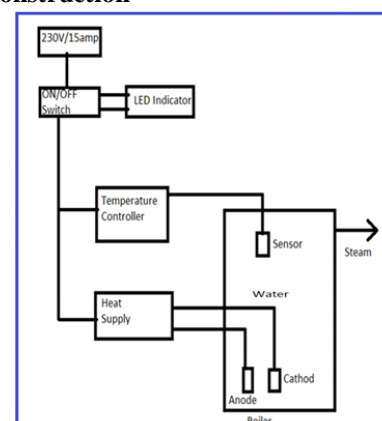 onstruction
230V/15amp
ON/OFF
Switch
LED Indicator
Temperature
Controller
Sensor
Steam
Water
Heat
Supply
Cathod
Anode
Boiler